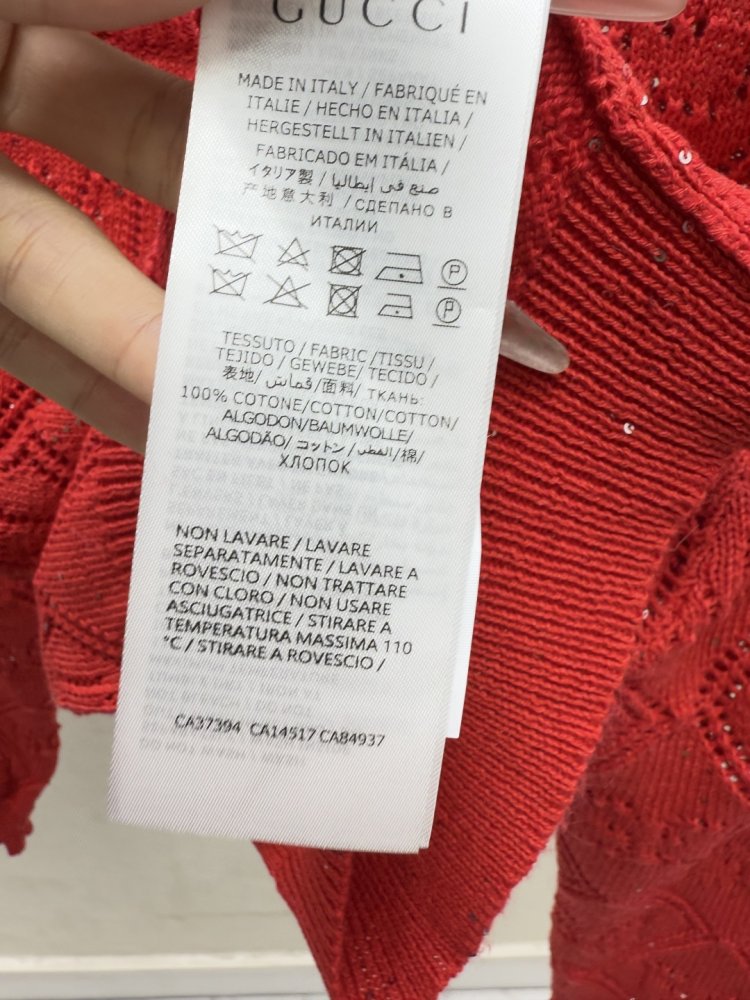 GUCCI
MADE IN ITALY / FABRIQUÉ EN
ITALIE / HECHO EN ITALIA /
HERGESTELLT IN ITALIEN /
FABRICADO EM ITÁLIA /
イタリア製 / صنع في إيطاليا /
产地意大利 / СДЕЛАНО В
ИТАЛИИ
P
P
TESSUTO / FABRIC /TISSU /
TEJIDO / GEWEBE/ TECIDO /
表地/ قماش /面料/ ТКАНЬ:
100% COTONE/COTTON/COTTON/
ALGODON/BAUMWOLLE/
ALGODÃO/ コットン /القطن /棉/
ХЛОПОК
NON LAVARE / LAVARE
SEPARATAMENTE / LAVARE A
ROVESCIO / NON TRATTARE
CON CLORO / NON USARE
ASCIUGATRICE / STIRARE A
TEMPERATURA MASSIMA 110
°C / STIRARE A ROVESCIO /
CA37394 CA14517 CA84937